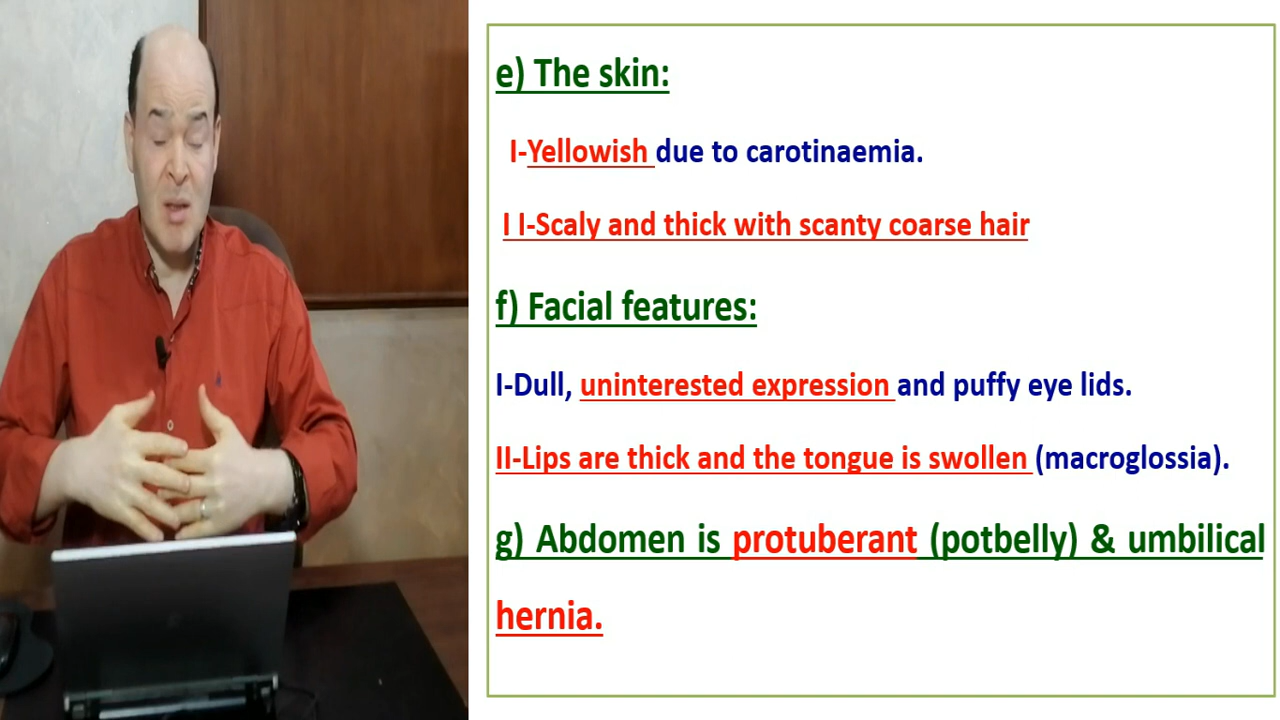 e) The skin:
I-Yellowish due to carotinaemia.
I I-Scaly and thick with scanty coarse hair
f) Facial features:
I-Dull, uninterested expression and puffy eye lids.
II-Lips are thick and the tongue is swollen (macroglossia).
g) Abdomen is protuberant (potbelly) & umbilical
hernia.